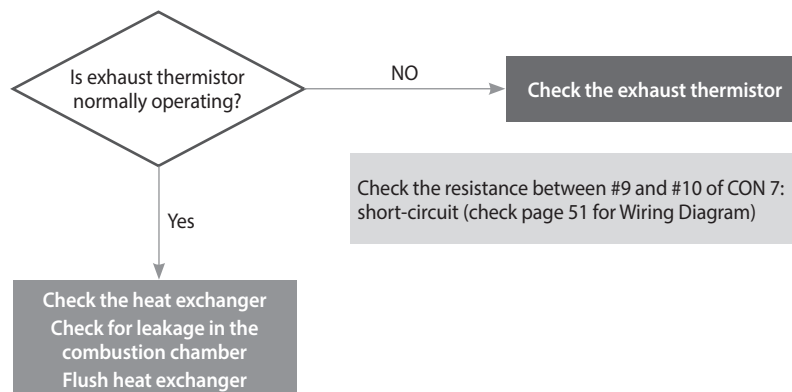 Is exhaust thermistor
normally operating?
NO
Check the exhaust thermistor
Check the resistance between #9 and #10 of CON 7:
short-circuit (check page 51 for Wiring Diagram)
Yes
Check the heat exchanger
Check for leakage in the
combustion chamber
Flush heat exchanger